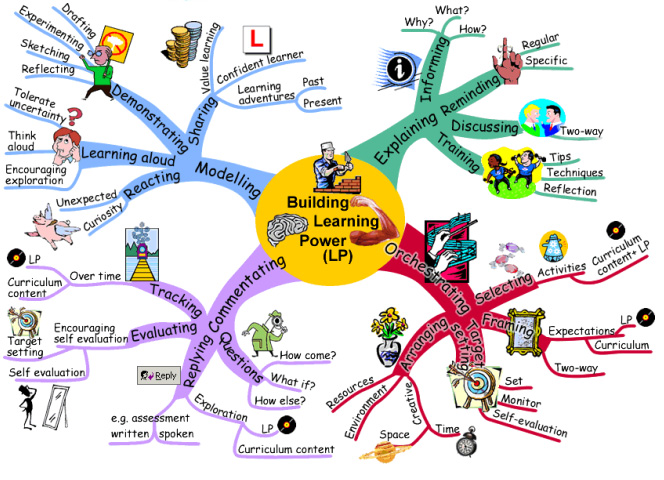 Building
Learning
Power
(LP)
Modelling
Demonstrating
Drafting
Experimenting
Sketching
Reflecting
Sharing
Value learning
L
Confident learner
Learning
adventures
Past
Present
Learning aloud
Tolerate
uncertainty
?
Think
aloud
Encouraging
exploration
Reacting
Unexpected
Curiosity
Explaining
Informing
Why?
What?
How?
i
Reminding
Regular
Specific
Discussing
Two-way
Training
Tips
Techniques
Reflection
Orchestrating
Selecting
Activities
Curriculum
content+ LP
Framing
Expectations
LP
Curriculum
Two-way
Target
setting
Set
Monitor
Self-evaluation
Arranging
Resources
Environment
Creative
Space
Time
Commentating
Tracking
Over time
LP
Curriculum
content
Evaluating
Encouraging
self evaluation
Target
setting
Self evaluation
Replying
Reply
e.g. assessment
written
spoken
Questions
How come?
What if?
How else?
Exploration
LP
Curriculum content